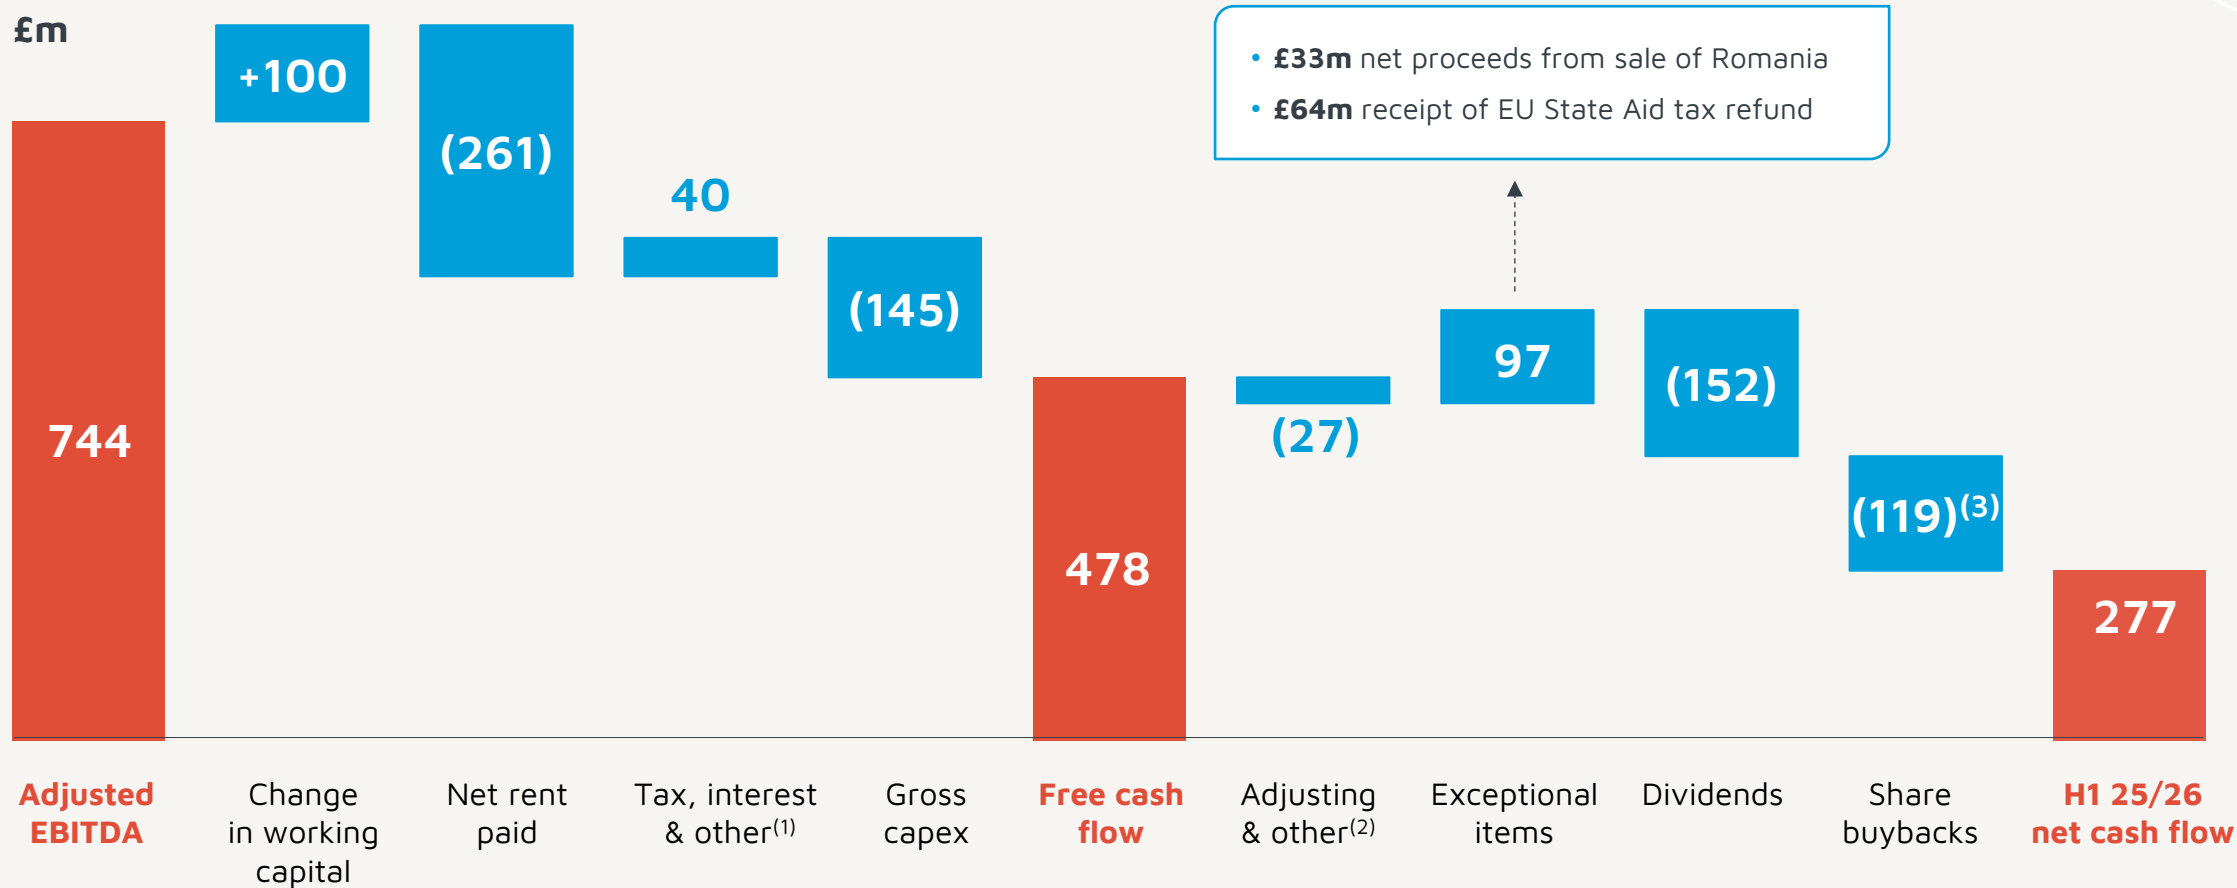 £m
+100
(261)
40
(145)
744
478
• £33m net proceeds from sale of Romania
• £64m receipt of EU State Aid tax refund
(27)
97
(152)
(119)(3)
277
Adjusted
EBITDA
Change
in working
capital
Net rent
paid
Tax, interest
& other(1)
Gross
capex
Free cash
flow
Adjusting
& other(2)
Exceptional
items
Dividends
Share
buybacks
H1 25/26
net cash flow